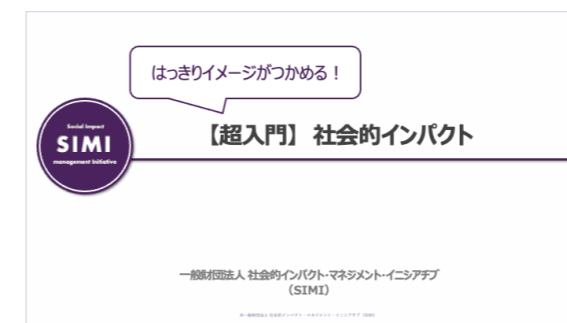 はっきりイメージがつかめる！
Social Impact
SIMI
management Initiative
【超入門】 社会的インパクト
一般財団法人 社会的インパクト・マネジメント・イニシアチブ
（SIMI）